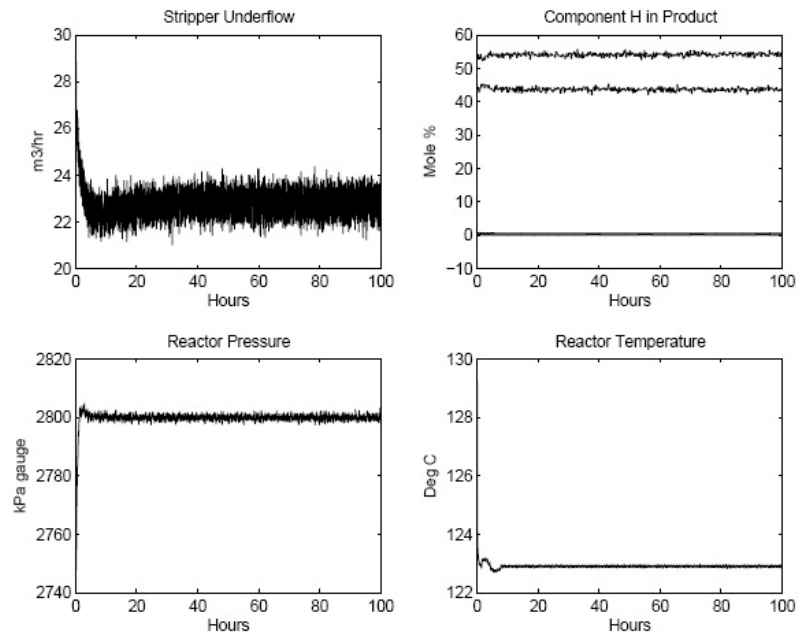 Stripper Underflow
30
28
26
24
22
20
m3/hr
0 20 40 60 80 100
Hours
Component H in Product
60
50
40
30
20
10
0
−10
Mole %
0 20 40 60 80 100
Hours
Reactor Pressure
2820
2800
2780
2760
2740
kPa gauge
0 20 40 60 80 100
Hours
Reactor Temperature
130
128
126
124
122
Deg C
0 20 40 60 80 100
Hours